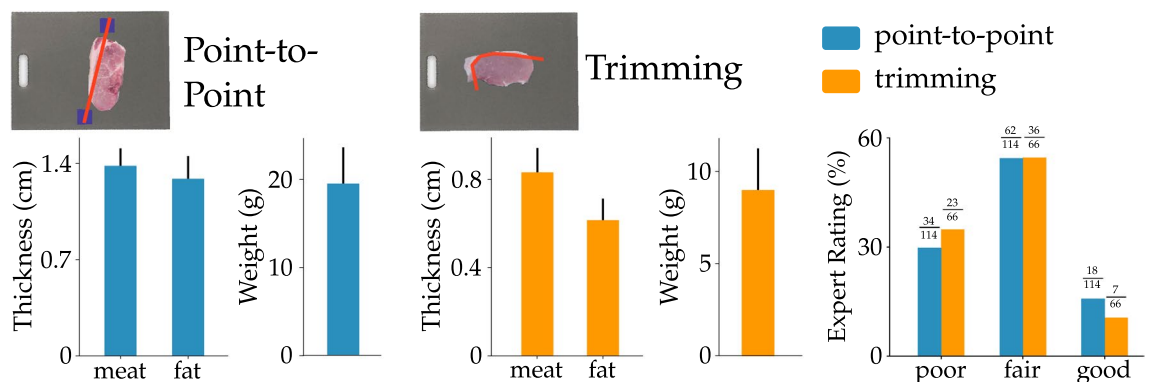 Point-to-
Point
Trimming
point-to-point
trimming
Thickness (cm)
1.4
0.7
0
meat fat
Weight (g)
20
10
0
Thickness (cm)
0.8
0.4
0
meat fat
Weight (g)
10
5
0
Expert Rating (%)
60
30
0
34
114
23
66
62
114
36
66
18
114
7
66
poor fair good